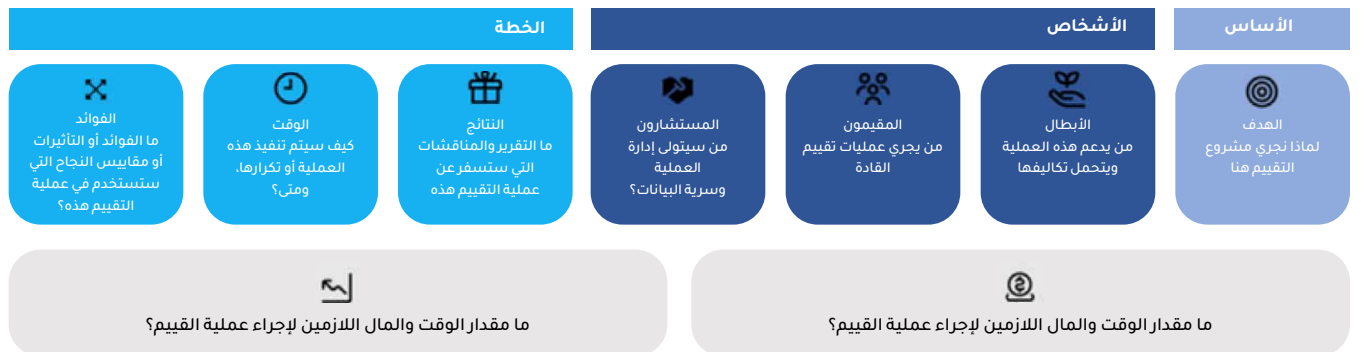 الأساس
الأشخاص
الخطة
الهدف
لماذا نجري مشروع
التقييم هنا
الأبطال
من يدعم هذه العملية
ويتحمل تكاليفها
المقيمون
من يجري عمليات تقييم
القادة
المستشارون
من سيتولى إدارة
العملية
وسرية البيانات؟
النتائج
ما التقرير والمناقشات
التي ستسفر عن
عملية التقييم هذه
الوقت
كيف سيتم تنفيذ هذه
العملية أو تكرارها،
ومتى؟
الفوائد
ما الفوائد أو التأثيرات
أو مقاييس النجاح التي
ستستخدم في عملية
التقييم هذه؟
ما مقدار الوقت والمال اللازمين لإجراء عملية القييم؟
ما مقدار الوقت والمال اللازمين لإجراء عملية القييم؟